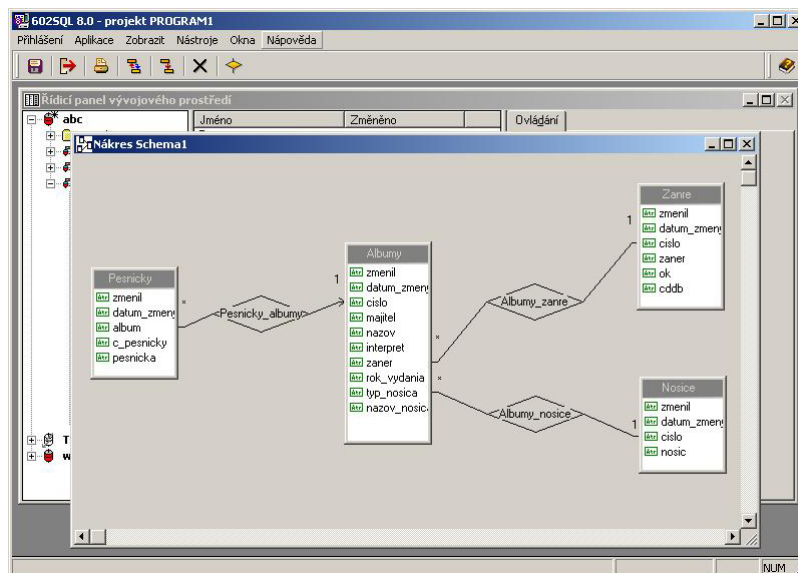 602SQL 8.0 - projekt PROGRAM1
Přihlášení Aplikace Zobrazit Nástroje Okna Nápověda
Řídicí panel vývojového prostředí
abc
Jméno Změněno Ovládání
Nákres Schema1
Pesnicky
zmenil
datum_zmeny
album
c_pesnicky
pesnicka
*
<Pesnicky_albumy>
1
Albumy
zmenil
datum_zmeny
cislo
majitel
nazov
interpret
zaner
rok_vydania
typ_nosica
nazov_nosic
*
*
Albumy_zanre
1
Zanre
zmenil
datum_zmeny
cislo
zaner
ok
cddb
Albumy_nosice
1
Nosice
zmenil
datum_zmeny
cislo
nosic
T
w
NUM